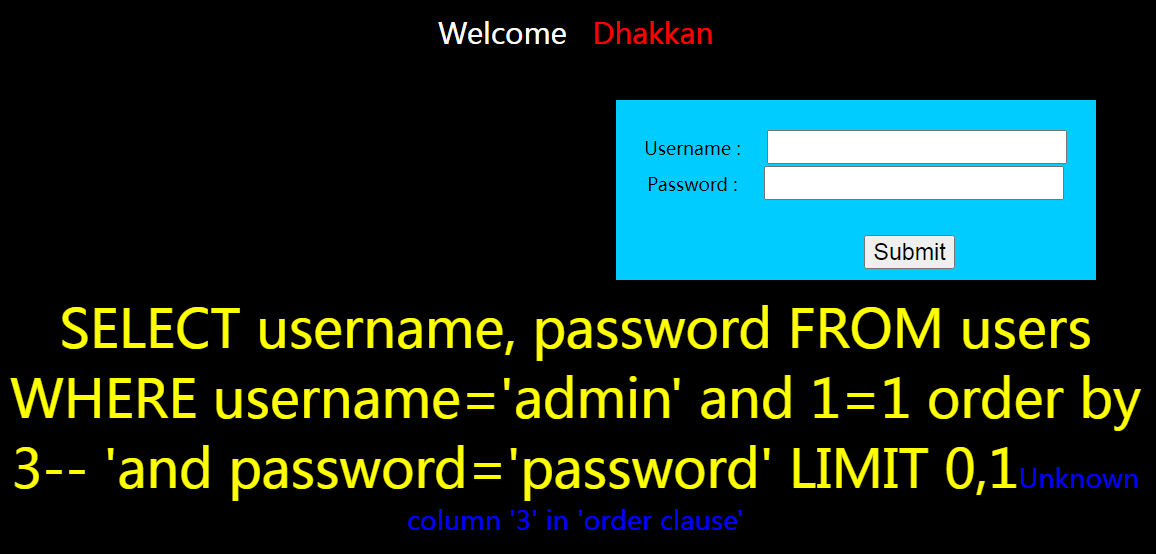 Welcome Dhakkan
Username :
Password :
Submit
SELECT username, password FROM users
WHERE username='admin' and 1=1 order by
3-- 'and password='password' LIMIT 0,1Unknown
column '3' in 'order clause'